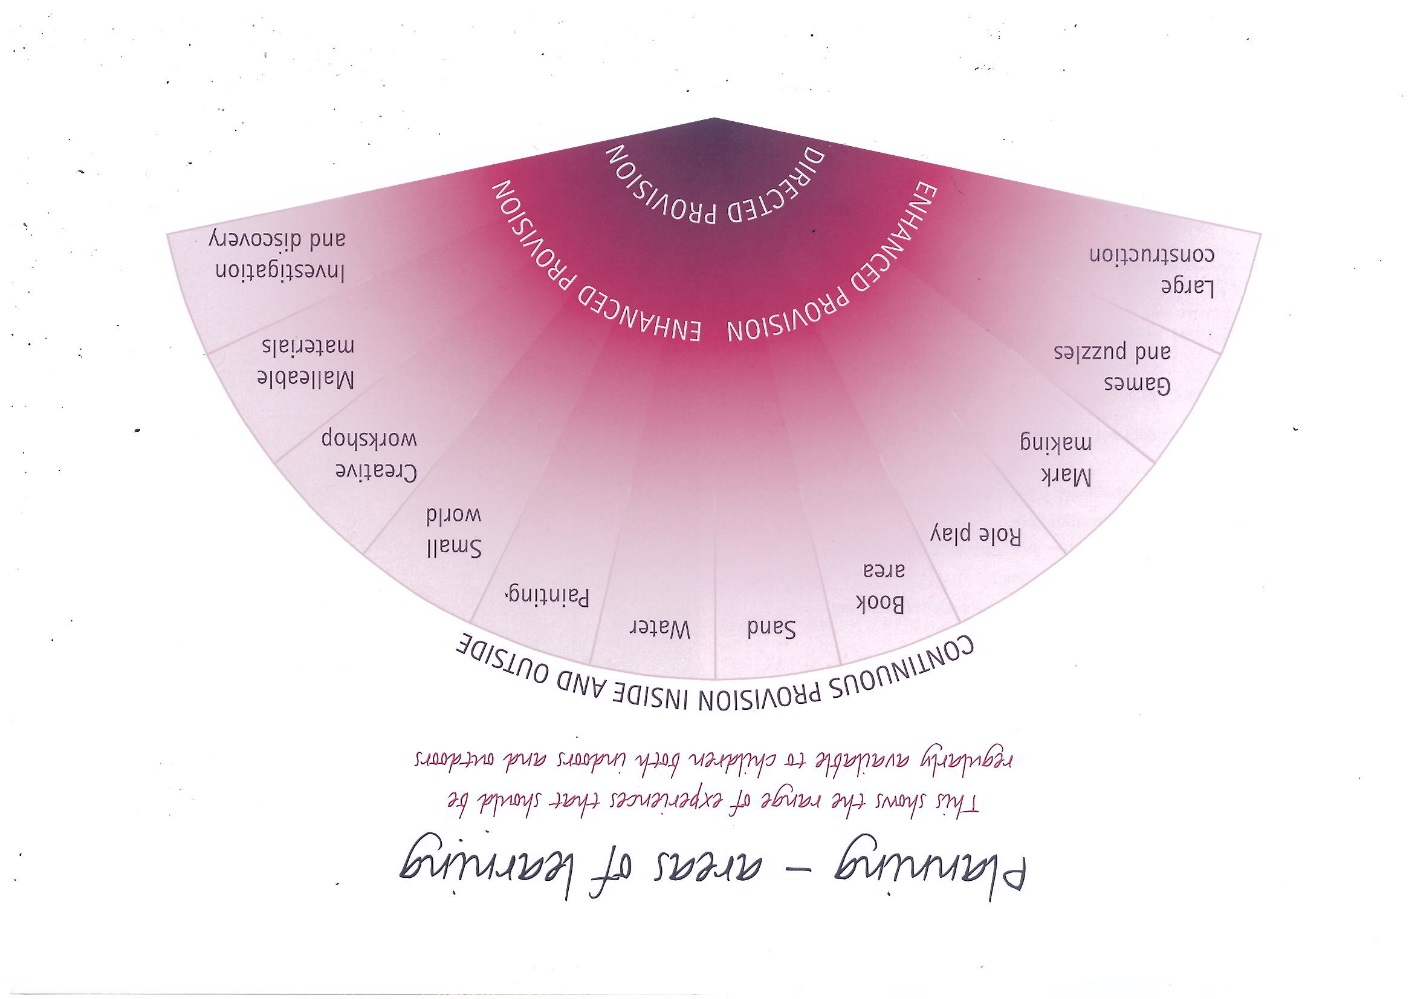 Planning – areas of learning
This shows the range of experiences that should be
regularly available to children both indoors and outdoors
CONTINUOUS PROVISION INSIDE AND OUTSIDE
Large
construction
Games
and puzzles
Mark
making
Role play
Book
area
Sand
Water
Painting
Small
world
Creative
workshop
Malleable
materials
Investigation
and discovery
ENHANCED PROVISION
ENHANCED PROVISION
DIRECTED PROVISION